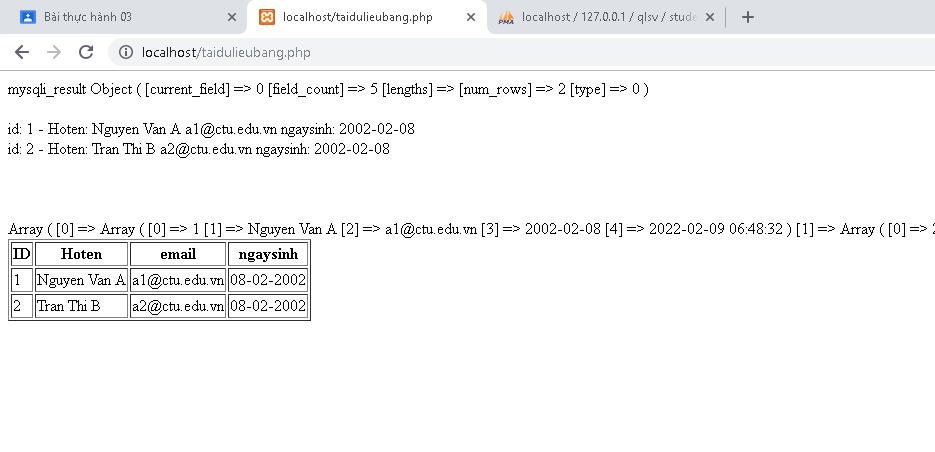 Bài thực hành 03
localhost/taidulieubang.php
localhost / 127.0.0.1 / qlsv / stude
localhost/taidulieubang.php
mysqli_result Object ( [current_field] => 0 [field_count] => 5 [lengths] => [num_rows] => 2 [type] => 0 )
id: 1 - Hoten: Nguyen Van A a1@ctu.edu.vn ngaysinh: 2002-02-08
id: 2 - Hoten: Tran Thi B a2@ctu.edu.vn ngaysinh: 2002-02-08
Array ( [0] => Array ( [0] => 1 [1] => Nguyen Van A [2] => a1@ctu.edu.vn [3] => 2002-02-08 [4] => 2022-02-09 06:48:32 ) [1] => Array ( [0] => 2
ID Hoten email ngaysinh
1 Nguyen Van A a1@ctu.edu.vn 08-02-2002
2 Tran Thi B a2@ctu.edu.vn 08-02-2002